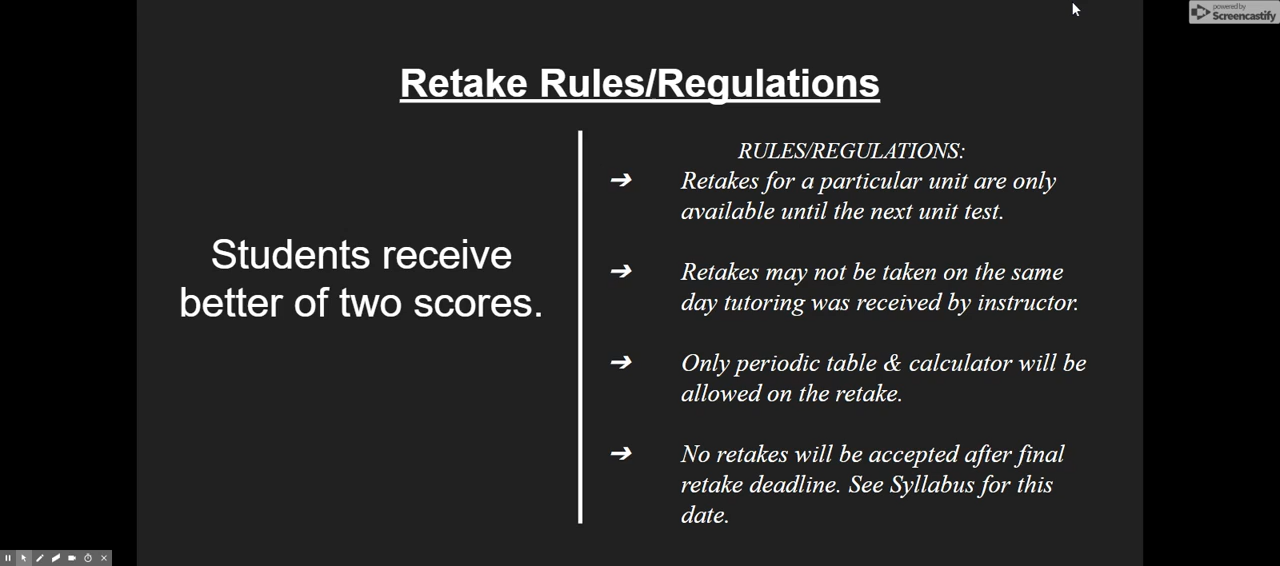 powered by
Screencastify
Retake Rules/Regulations
Students receive
better of two scores.
RULES/REGULATIONS:
➔ Retakes for a particular unit are only
available until the next unit test.
➔ Retakes may not be taken on the same
day tutoring was received by instructor.
➔ Only periodic table & calculator will be
allowed on the retake.
➔ No retakes will be accepted after final
retake deadline. See Syllabus for this
date.